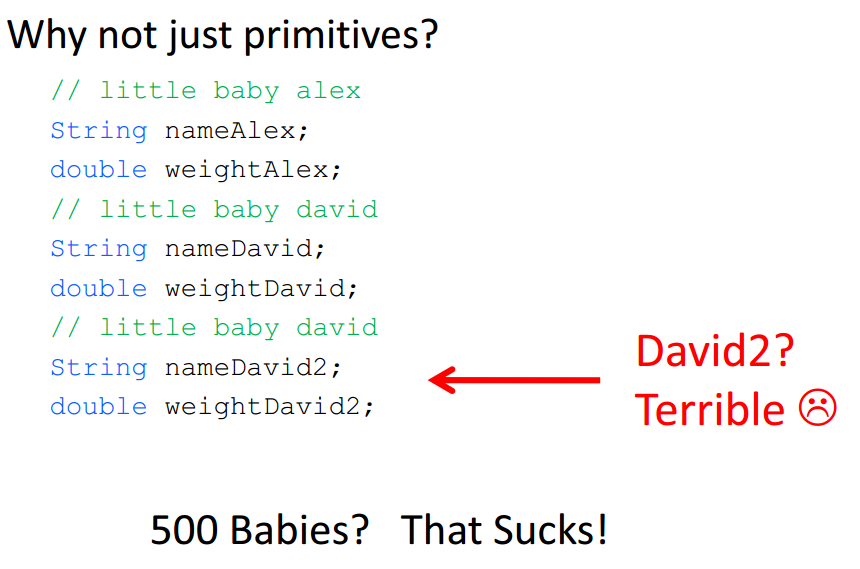 Why not just primitives?
// little baby alex
String nameAlex;
double weightAlex;
// little baby david
String nameDavid;
double weightDavid;
// little baby david
String nameDavid2;
double weightDavid2;
David2?
Terrible ☹
500 Babies? That Sucks!